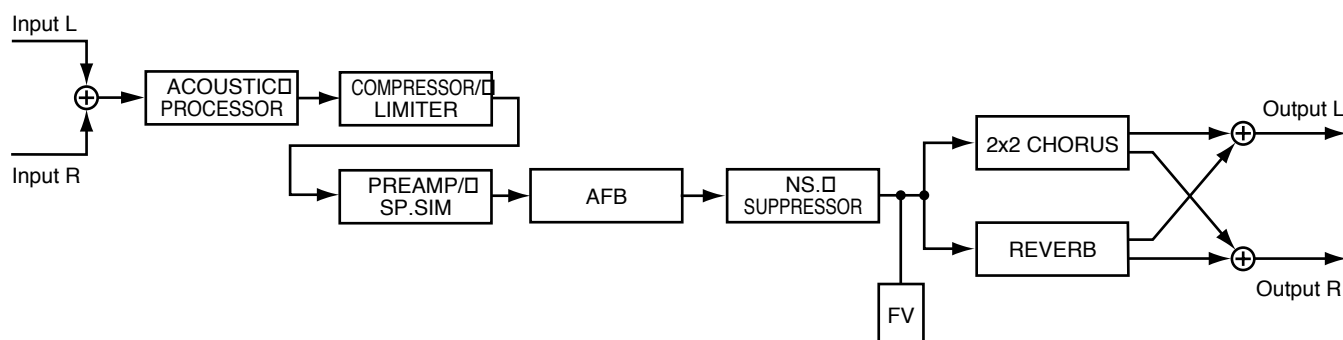 Input L
Input R
ACOUSTIC
PROCESSOR
COMPRESSOR/
LIMITER
PREAMP/
SP.SIM
AFB
NS.
SUPPRESSOR
FV
2x2 CHORUS
REVERB
Output L
Output R